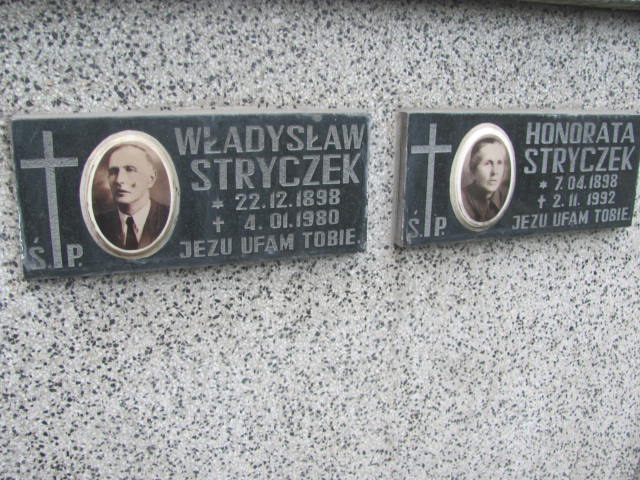 WŁADYSŁAW
STRYCZEK
* 22.12.1898
+ 4.01.1980
JEZU UFAM TOBIE
Ś. P.
HONORATA
STRYCZEK
* 7.04.1898
+ 2.11.1992
JEZU UFAM TOBIE
Ś. P.